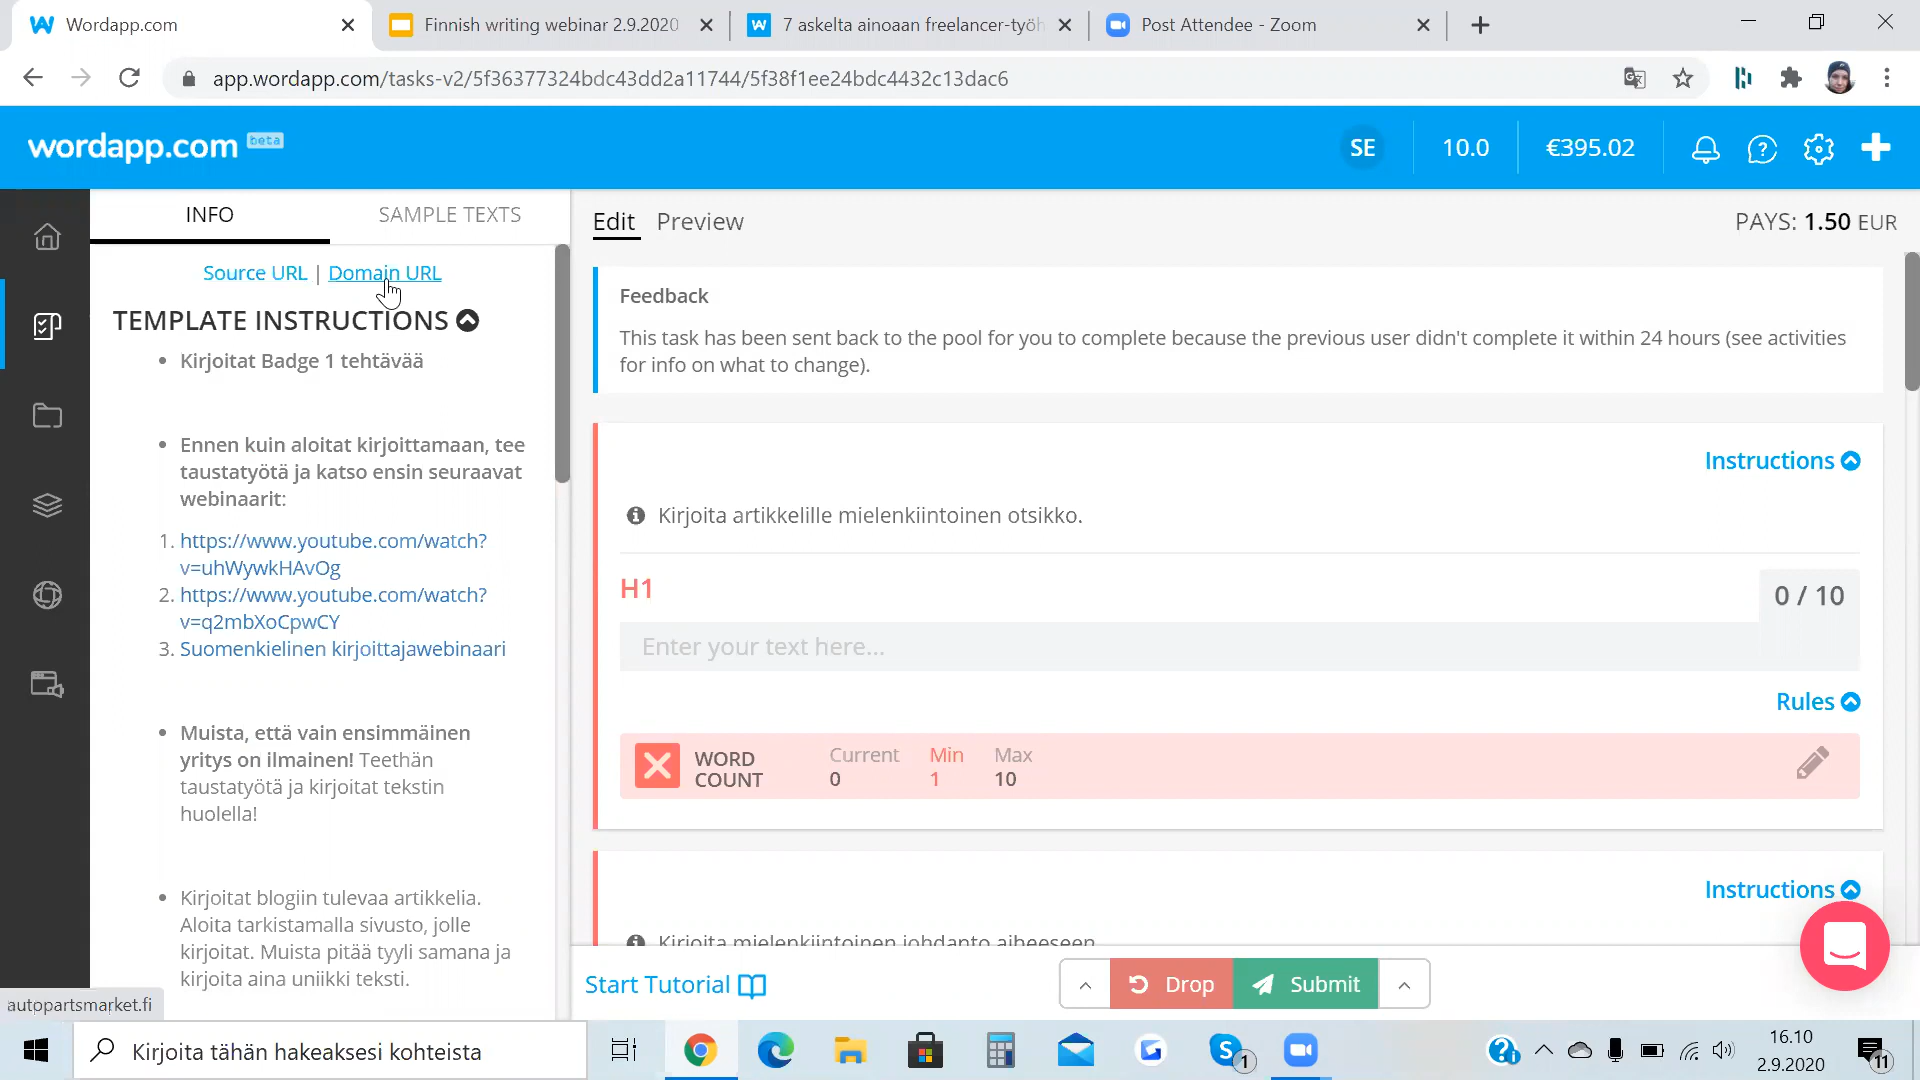 Wordapp.com
Finnish writing webinar 2.9.2020
7 askelta ainoaan freelancer-työh
Post Attendee - Zoom
app.wordapp.com/tasks-v2/5f36377324bdc43dd2a11744/5f38f1ee24bdc4432c13dac6
wordapp.com beta
SE
10.0
€395.02
INFO
SAMPLE TEXTS
Source URL | Domain URL
TEMPLATE INSTRUCTIONS
Kirjoitat Badge 1 tehtävää
Ennen kuin aloitat kirjoittamaan, tee
taustatyötä ja katso ensin seuraavat
webinaarit:
1. https://www.youtube.com/watch?
v=uhWywkHAvOg
2. https://www.youtube.com/watch?
v=q2mbXoCpwCY
3. Suomenkielinen kirjoittajawebinaari
Muista, että vain ensimmäinen
yritys on ilmainen! Teethän
taustatyötä ja kirjoitat tekstin
huolella!
Kirjoitat blogiin tulevaa artikkelia.
Aloita tarkistamalla sivusto, jolle
kirjoitat. Muista pitää tyyli samana ja
kirjoita aina uniikki teksti.
autopartsmarket.fi
Edit Preview
PAYS: 1.50 EUR
Feedback
This task has been sent back to the pool for you to complete because the previous user didn't complete it within 24 hours (see activities
for info on what to change).
Instructions
Kirjoita artikkelille mielenkiintoinen otsikko.
H1
0 / 10
Enter your text here...
Rules
WORD
COUNT
Current Min Max
0 1 10
Instructions
Kirjoita mielenkiintoinen johdanto aiheeseen
Start Tutorial
Drop
Submit
Kirjoita tähän hakeaksesi kohteista
1
16.10
2.9.2020
11